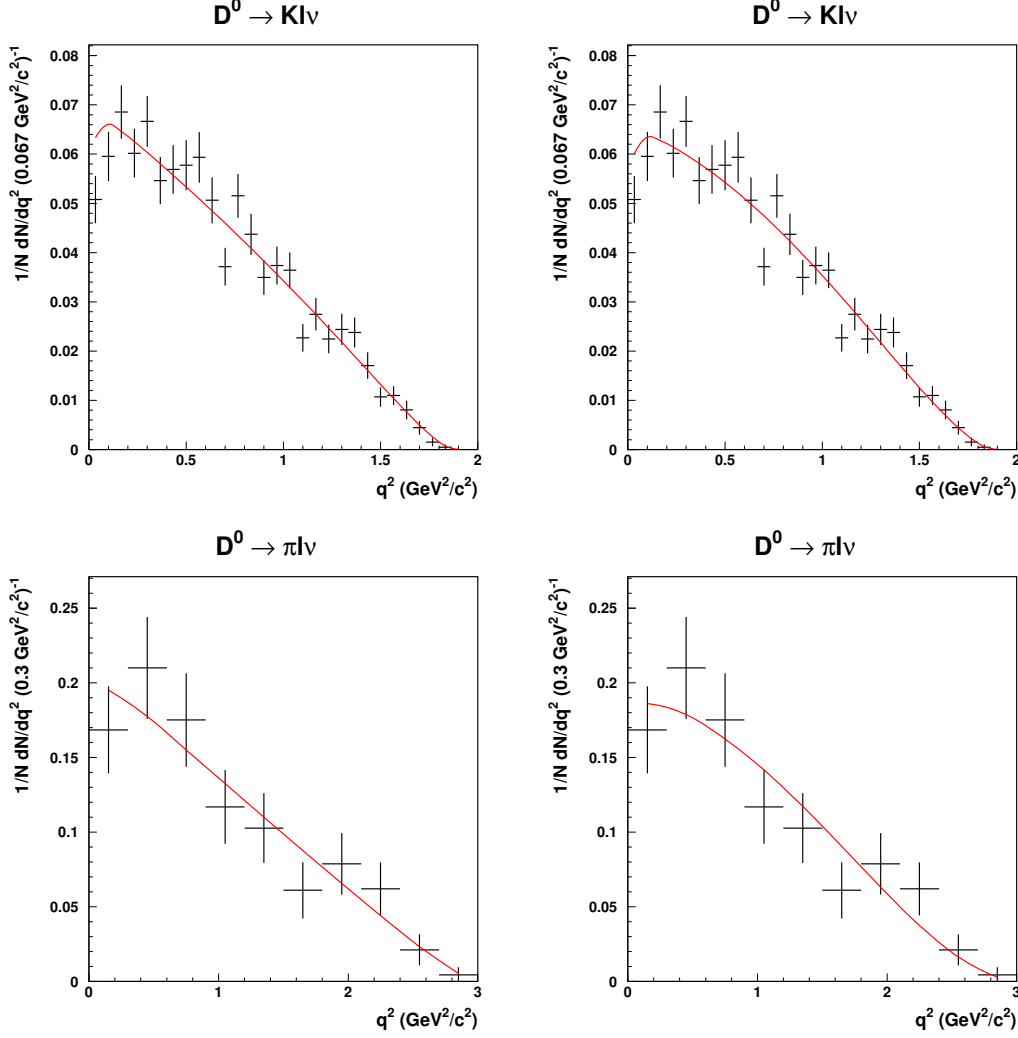 D⁰ → Klν
1/N dN/dq² (0.067 GeV²/c²)⁻¹
0.08
0.07
0.06
0.05
0.04
0.03
0.02
0.01
0
0 0.5 1 1.5 2
q² (GeV²/c²)
D⁰ → Klν
1/N dN/dq² (0.067 GeV²/c²)⁻¹
0.08
0.07
0.06
0.05
0.04
0.03
0.02
0.01
0
0 0.5 1 1.5 2
q² (GeV²/c²)
D⁰ → πlν
1/N dN/dq² (0.3 GeV²/c²)⁻¹
0.25
0.2
0.15
0.1
0.05
0
0 1 2 3
q² (GeV²/c²)
D⁰ → πlν
1/N dN/dq² (0.3 GeV²/c²)⁻¹
0.25
0.2
0.15
0.1
0.05
0
0 1 2 3
q² (GeV²/c²)